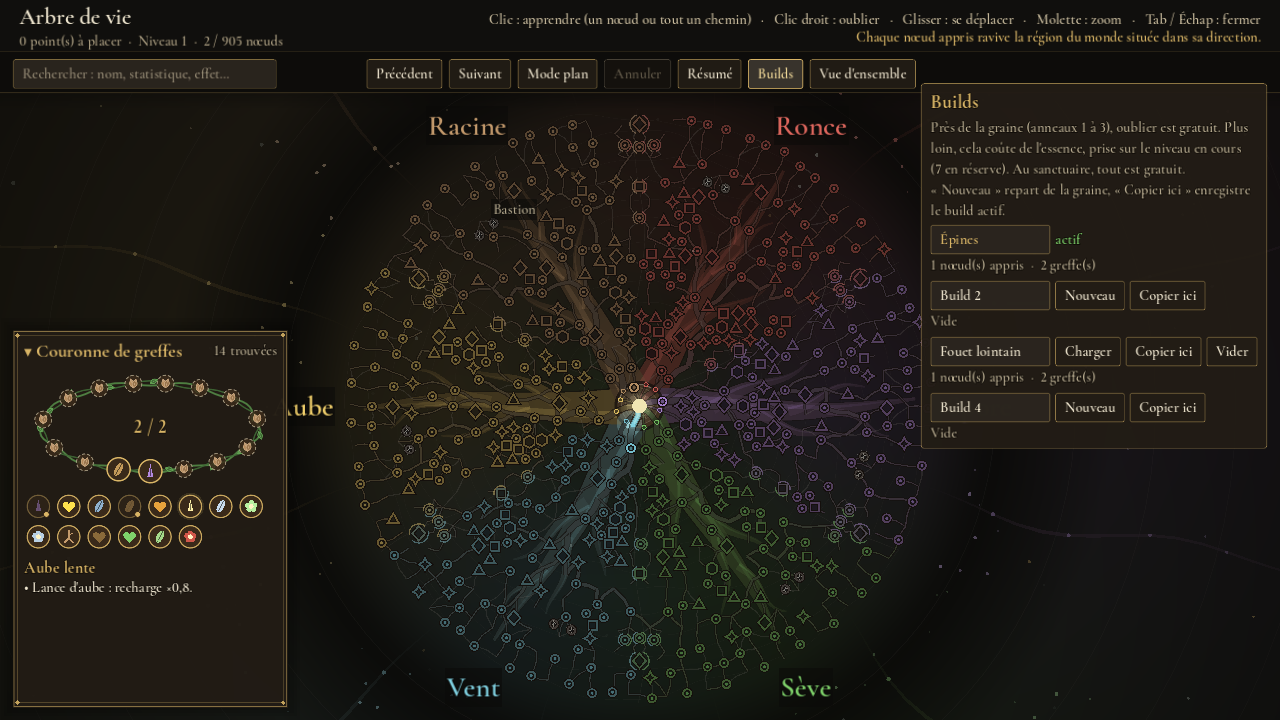 Arbre de vie
0 point(s) à placer · Niveau 1 · 2 / 905 nœuds
Clic : apprendre (un nœud ou tout un chemin) · Clic droit : oublier · Glisser : se déplacer · Molette : zoom · Tab / Échap : fermer
Chaque nœud appris ravive la région du monde située dans sa direction.
Rechercher : nom, statistique, effet...
Précédent
Suivant
Mode plan
Annuler
Résumé
Builds
Vue d'ensemble
Racine
Ronce
Bastion
Aube
Vent
Sève
Builds
Près de la graine (anneaux 1 à 3), oublier est gratuit. Plus
loin, cela coûte de l'essence, prise sur le niveau en cours
(7 en réserve). Au sanctuaire, tout est gratuit.
« Nouveau » repart de la graine, « Copier ici » enregistre
le build actif.
Épines actif
1 nœud(s) appris · 2 greffe(s)
Build 2 Nouveau Copier ici
Vide
Fouet lointain Charger Copier ici Vider
1 nœud(s) appris · 2 greffe(s)
Build 4 Nouveau Copier ici
Vide
▾ Couronne de greffes 14 trouvées
2 / 2
Aube lente
• Lance d'aube : recharge ×0,8.